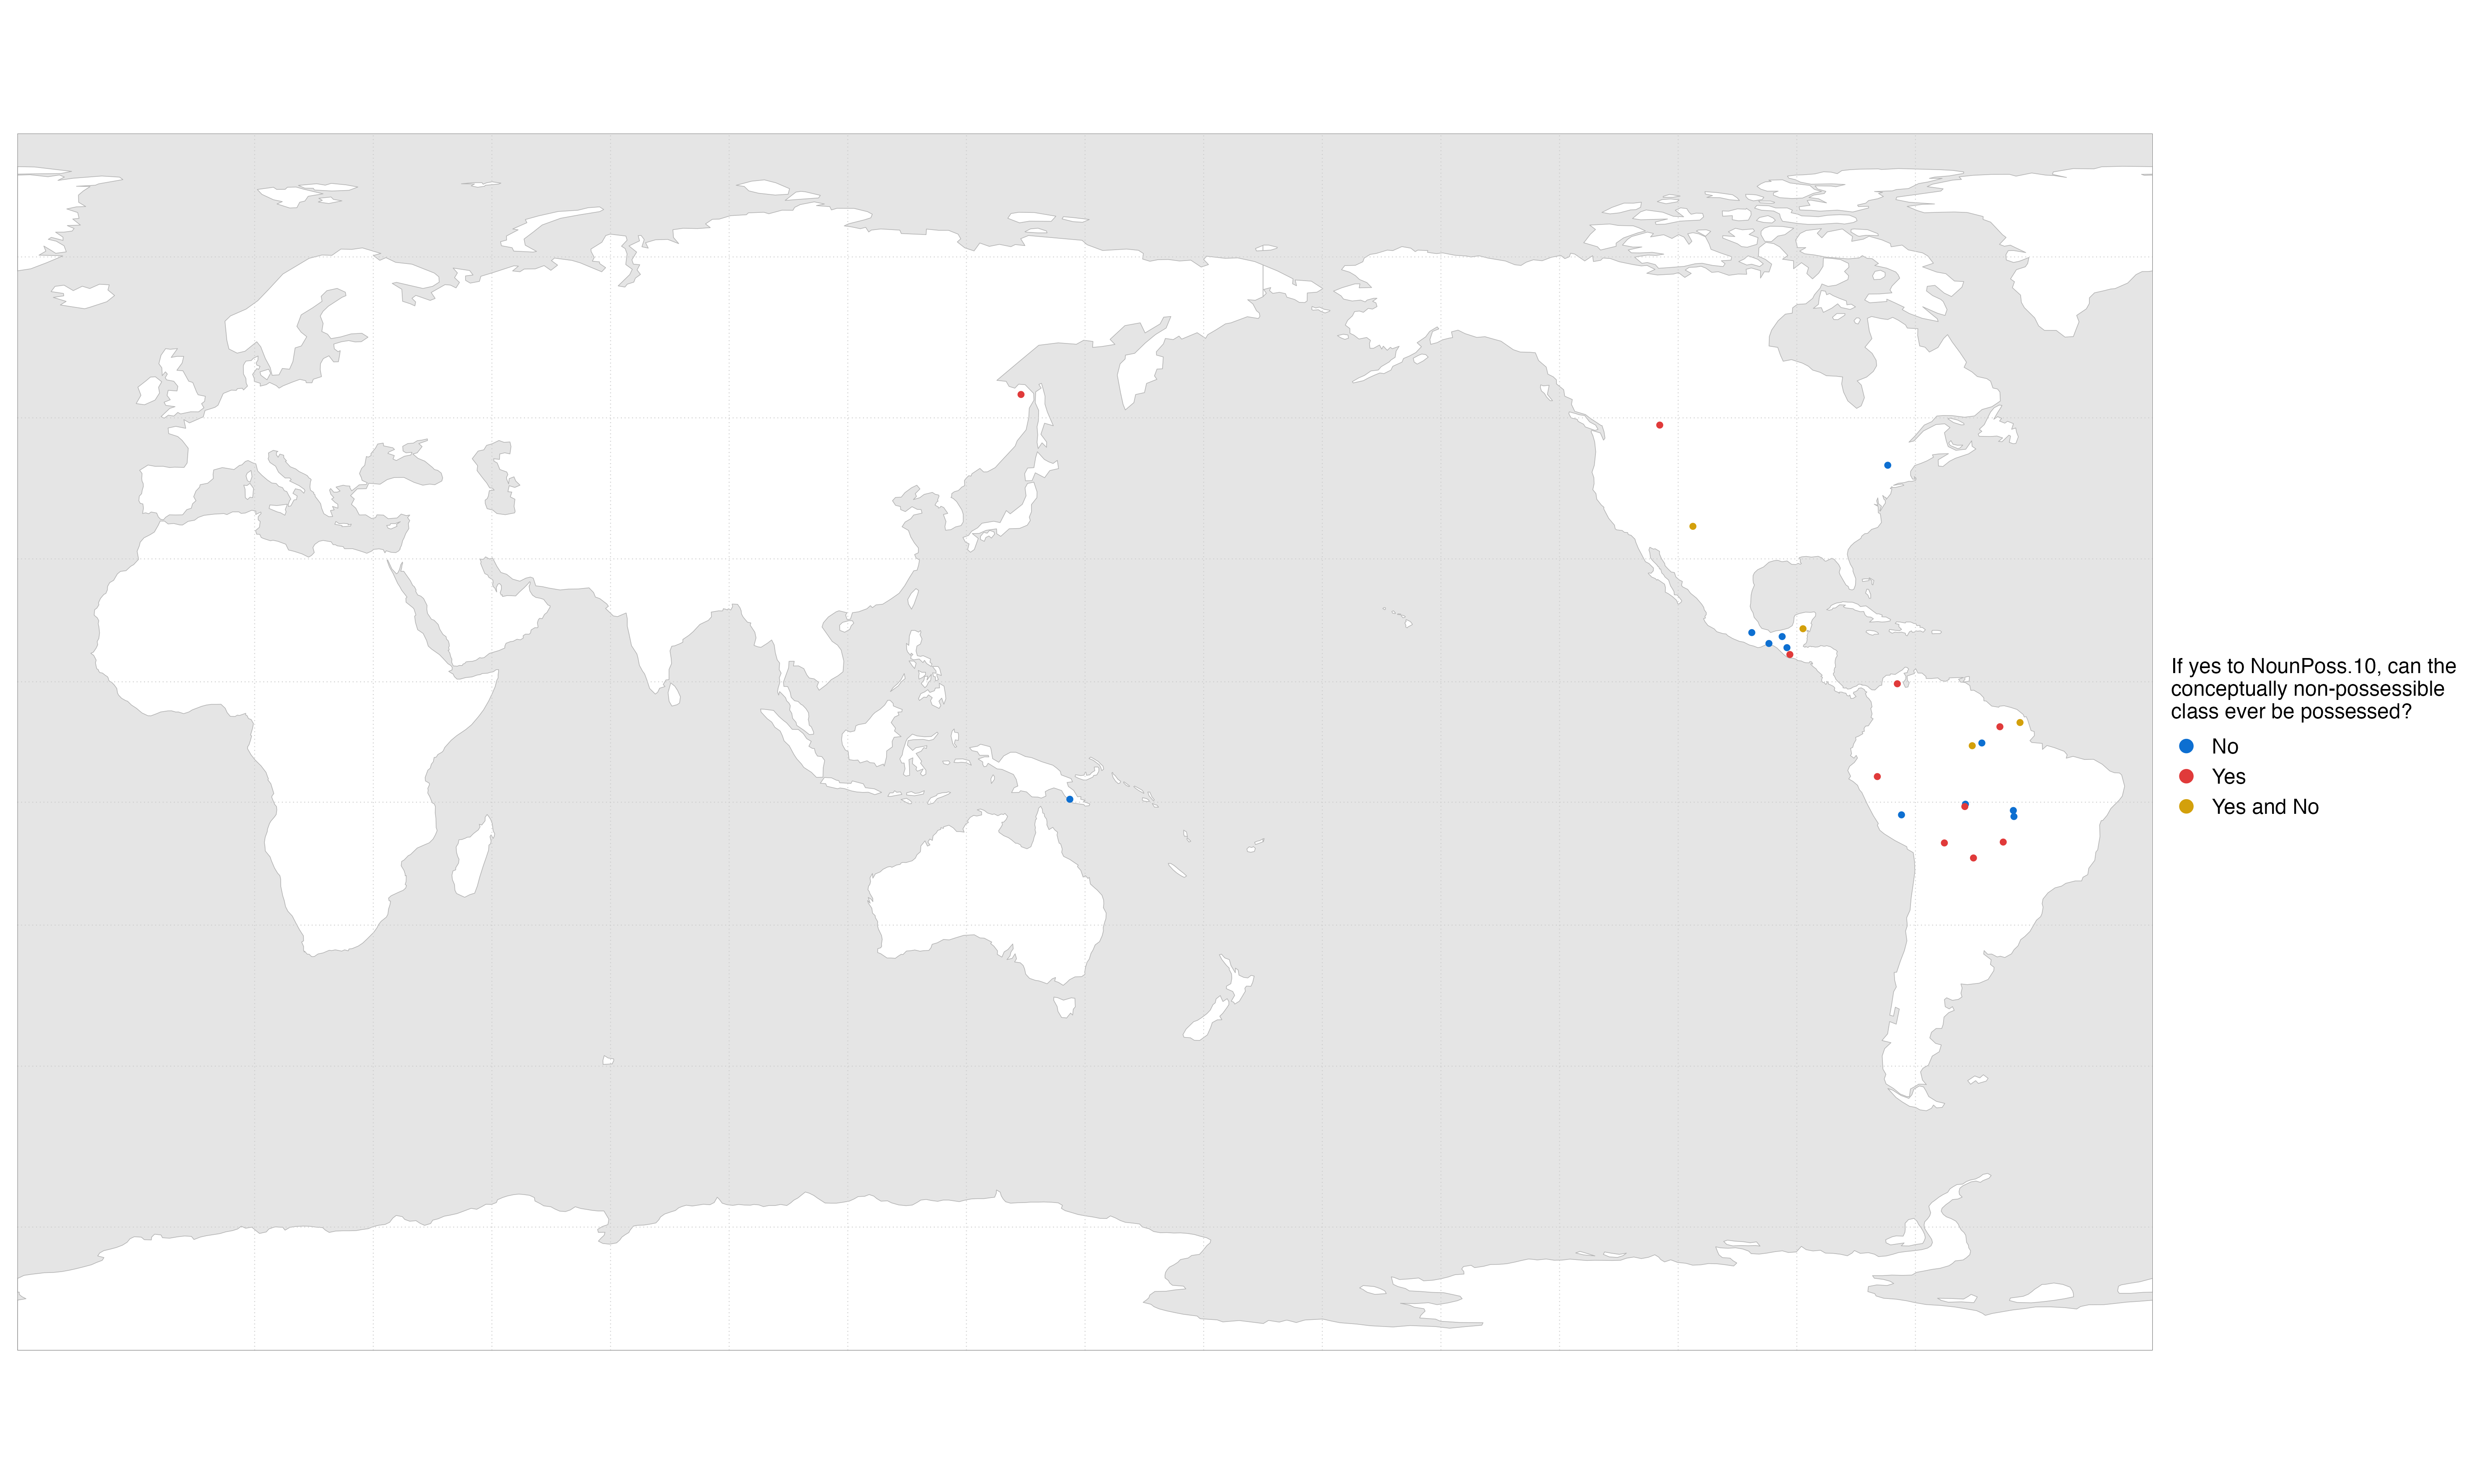 If yes to NounPoss.10, can the
conceptually non-possessible
class ever be possessed?
No
Yes
Yes and No